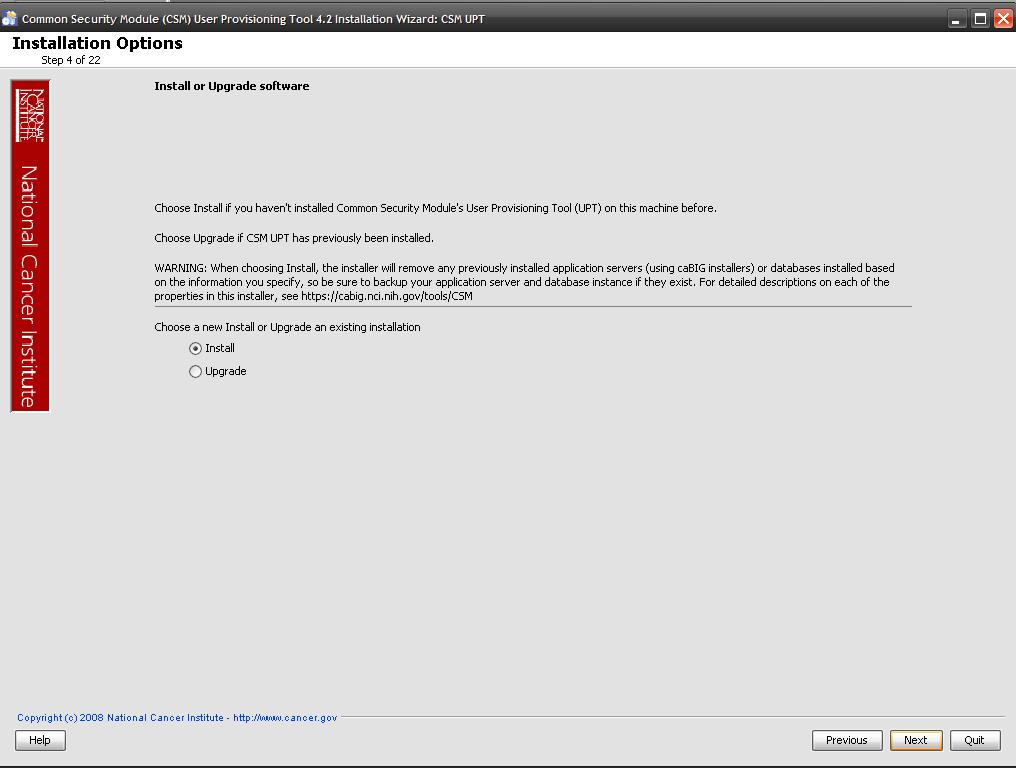 Common Security Module (CSM) User Provisioning Tool 4.2 Installation Wizard: CSM UPT
Installation Options
Step 4 of 22
NATIONAL
CANCER
INSTITUTE
National Cancer Institute
Install or Upgrade software
Choose Install if you haven't installed Common Security Module's User Provisioning Tool (UPT) on this machine before.
Choose Upgrade if CSM UPT has previously been installed.
WARNING: When choosing Install, the installer will remove any previously installed application servers (using caBIG installers) or databases installed based
on the information you specify, so be sure to backup your application server and database instance if they exist. For detailed descriptions on each of the
properties in this installer, see https://cabig.nci.nih.gov/tools/CSM
Choose a new Install or Upgrade an existing installation
Install
Upgrade
Copyright (c) 2008 National Cancer Institute - http://www.cancer.gov
Help
Previous
Next
Quit